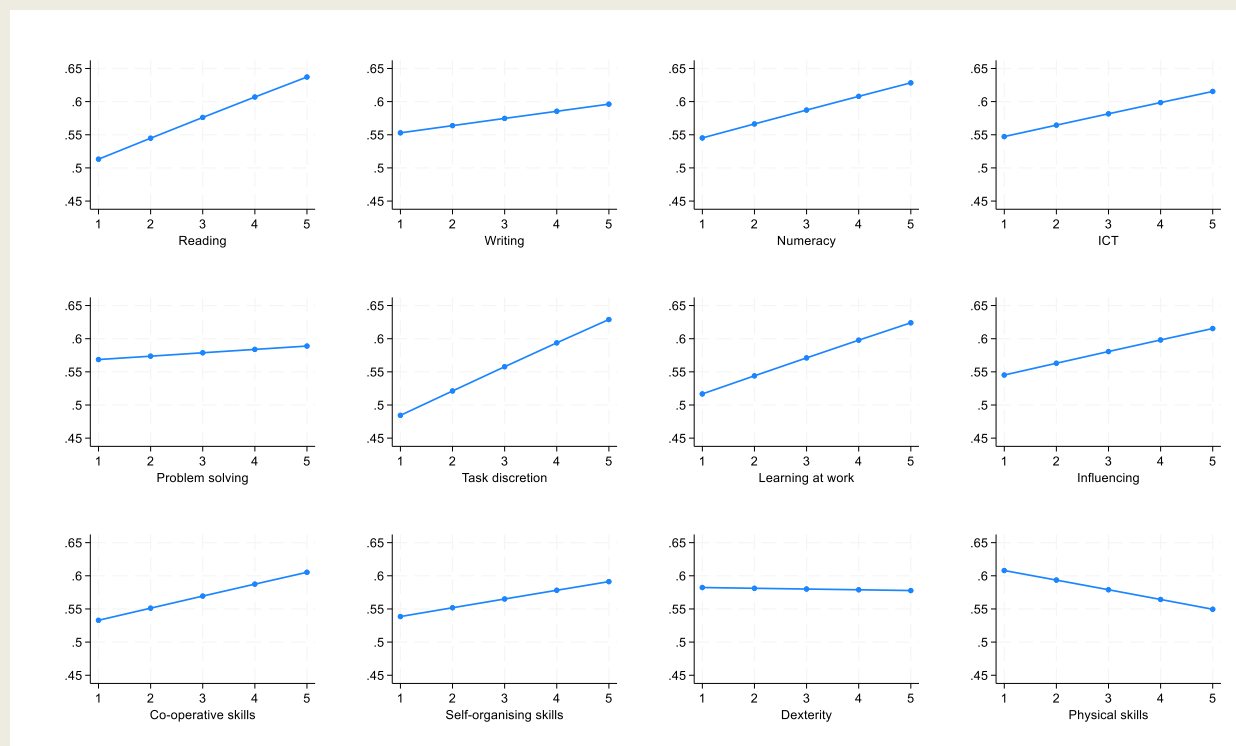 .65 .65 .65 .65
.6 .6 .6 .6
.55 .55 .55 .55
.5 .5 .5 .5
.45 .45 .45 .45
1 2 3 4 5 1 2 3 4 5 1 2 3 4 5 1 2 3 4 5
Reading Writing Numeracy ICT
.65 .65 .65 .65
.6 .6 .6 .6
.55 .55 .55 .55
.5 .5 .5 .5
.45 .45 .45 .45
1 2 3 4 5 1 2 3 4 5 1 2 3 4 5 1 2 3 4 5
Problem solving Task discretion Learning at work Influencing
.65 .65 .65 .65
.6 .6 .6 .6
.55 .55 .55 .55
.5 .5 .5 .5
.45 .45 .45 .45
1 2 3 4 5 1 2 3 4 5 1 2 3 4 5 1 2 3 4 5
Co-operative skills Self-organising skills Dexterity Physical skills